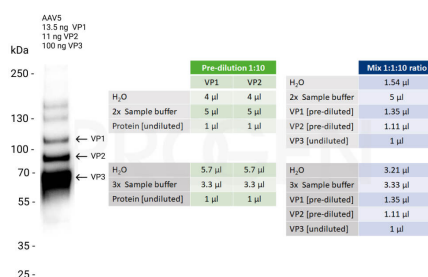 AAV5
13.5 ng VP1
11 ng VP2
100 ng VP3
kDa
250 -
130 -
100 -
70 -
55 -
35 -
25 -
← VP1
← VP2
← VP3
Pre-dilution 1:10
VP1 VP2
H₂O 4 µl 4 µl
2x Sample buffer 5 µl 5 µl
Protein [undiluted] 1 µl 1 µl
H₂O 5.7 µl 5.7 µl
3x Sample buffer 3.3 µl 3.3 µl
Protein [undiluted] 1 µl 1 µl
Mix 1:1:10 ratio
H₂O 1.54 µl
2x Sample buffer 5 µl
VP1 [pre-diluted] 1.35 µl
VP2 [pre-diluted] 1.11 µl
VP3 [undiluted] 1 µl
H₂O 3.21 µl
3x Sample buffer 3.33 µl
VP1 [pre-diluted] 1.35 µl
VP2 [pre-diluted] 1.11 µl
VP3 [undiluted] 1 µl
PROGEN